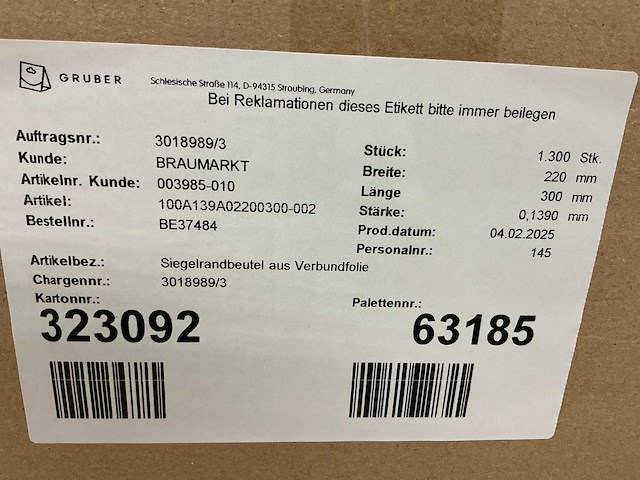 GRUBER Schlesische Straße 114, D-94315 Straubing, Germany
Bei Reklamationen dieses Etikett bitte immer beilegen
Auftragsnr.: 3018989/3
Kunde: BRAUMARKT
Artikelnr. Kunde: 003985-010
Artikel: 100A139A02200300-002
Bestellnr.: BE37484
Stück: 1.300 Stk.
Breite: 220 mm
Länge 300 mm
Stärke: 0,1390 mm
Prod.datum: 04.02.2025
Personalnr.: 145
Artikelbez.: Siegelrandbeutel aus Verbundfolie
Chargennr.: 3018989/3
Kartonnr.: Palettennr.:
323092 63185